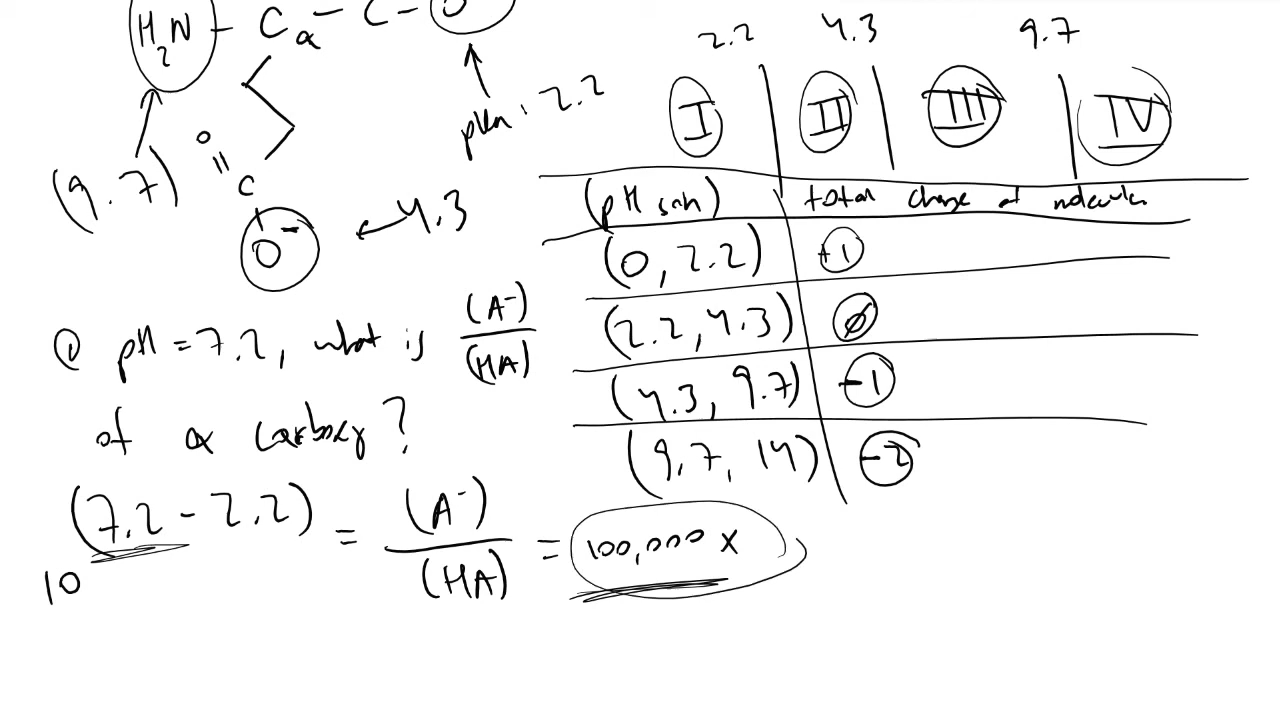 H₂N - Cα - C - O
pKa: 2.2
(9.7)
O
C
O⁻
4.3
@ pH = 7.2, what is (A⁻)/(HA)
of α carboxy?
10^(7.2 - 2.2) = (A⁻)/(HA) = 100,000 x
2.2 4.3 9.7
I II III IV
(pH soln) total charge of molecule
(0, 2.2) +1
(2.2, 4.3) 0
(4.3, 9.7) -1
(9.7, 14) -2